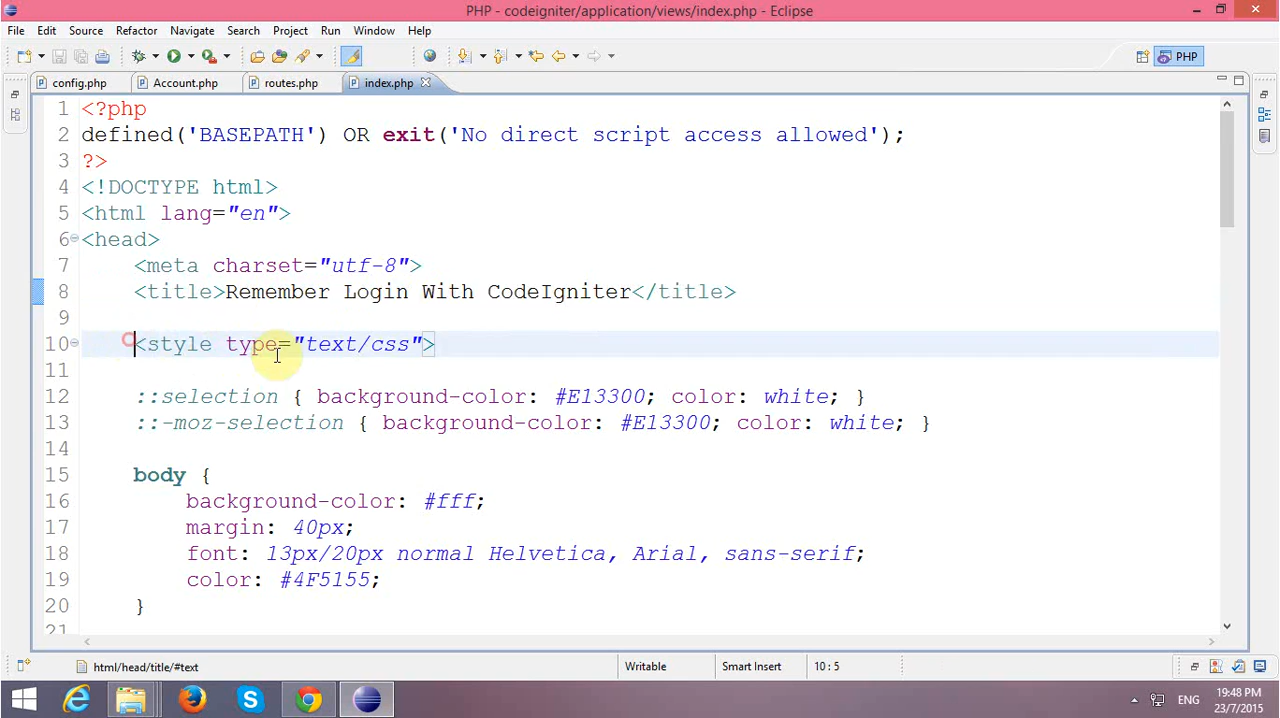 PHP - codeigniter/application/views/index.php - Eclipse
File Edit Source Refactor Navigate Search Project Run Window Help
PHP
config.php Account.php routes.php index.php
1 <?php
2 defined('BASEPATH') OR exit('No direct script access allowed');
3 ?>
4 <!DOCTYPE html>
5 <html lang="en">
6 <head>
7 <meta charset="utf-8">
8 <title>Remember Login With CodeIgniter</title>
9
10 <style type="text/css">
11
12 ::selection { background-color: #E13300; color: white; }
13 ::-moz-selection { background-color: #E13300; color: white; }
14
15 body {
16 background-color: #fff;
17 margin: 40px;
18 font: 13px/20px normal Helvetica, Arial, sans-serif;
19 color: #4F5155;
20 }
21
html/head/title/#text Writable Smart Insert 10 : 5
ENG
19:48 PM
23/7/2015